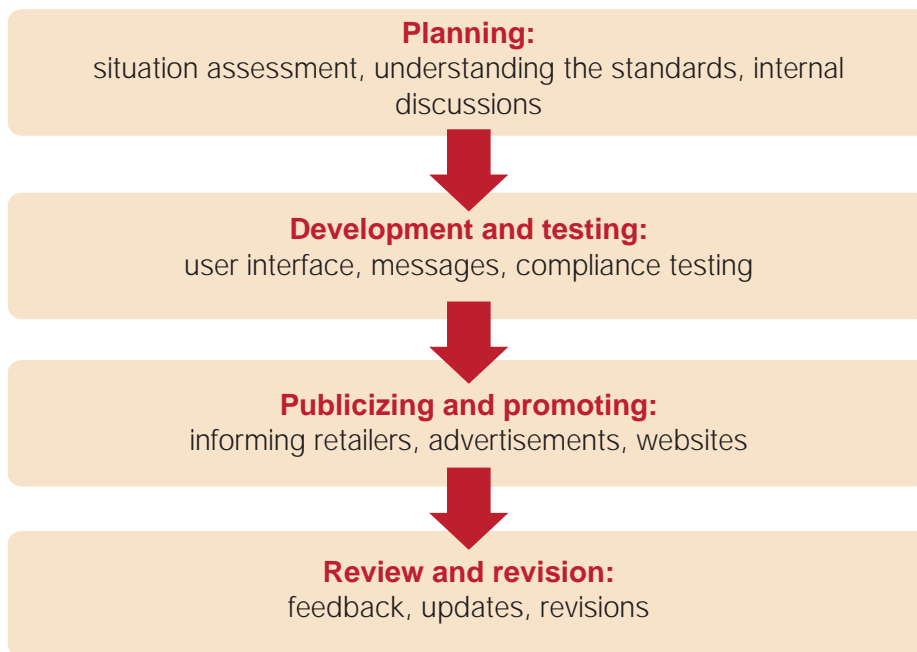 Planning:
situation assessment, understanding the standards, internal
discussions
Development and testing:
user interface, messages, compliance testing
Publicizing and promoting:
informing retailers, advertisements, websites
Review and revision:
feedback, updates, revisions